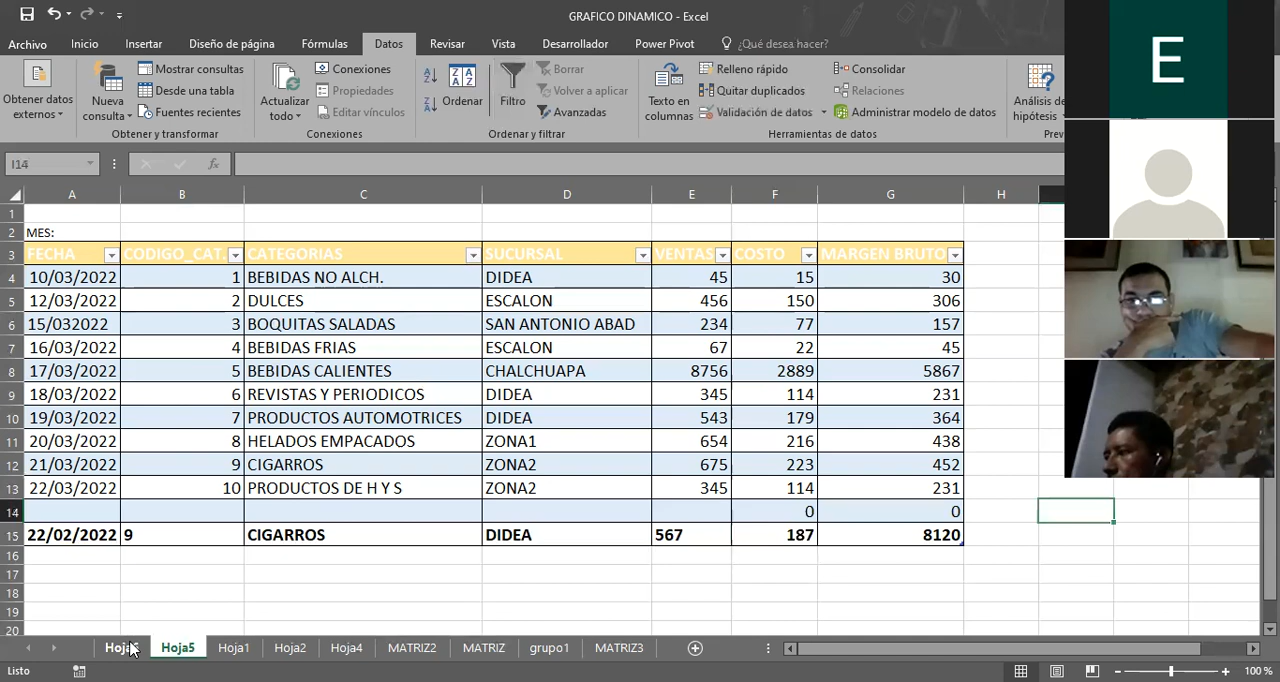 GRAFICO DINAMICO - Excel
Archivo Inicio Insertar Diseño de página Fórmulas Datos Revisar Vista Desarrollador Power Pivot ¿Qué desea hacer?
Obtener datos externos
Nueva consulta
Mostrar consultas
Desde una tabla
Fuentes recientes
Obtener y transformar
Actualizar todo
Conexiones
Propiedades
Editar vínculos
Conexiones
Ordenar
Filtro
Borrar
Volver a aplicar
Avanzadas
Ordenar y filtrar
Texto en columnas
Relleno rápido
Quitar duplicados
Validación de datos
Consolidar
Relaciones
Administrar modelo de datos
Herramientas de datos
Análisis de hipótesis
Prev
E
I14 fx
A B C D E F G H
1
2 MES:
3 FECHA CODIGO_CAT. CATEGORIAS SUCURSAL VENTAS COSTO MARGEN BRUTO
4 10/03/2022 1 BEBIDAS NO ALCH. DIDEA 45 15 30
5 12/03/2022 2 DULCES ESCALON 456 150 306
6 15/032022 3 BOQUITAS SALADAS SAN ANTONIO ABAD 234 77 157
7 16/03/2022 4 BEBIDAS FRIAS ESCALON 67 22 45
8 17/03/2022 5 BEBIDAS CALIENTES CHALCHUAPA 8756 2889 5867
9 18/03/2022 6 REVISTAS Y PERIODICOS DIDEA 345 114 231
10 19/03/2022 7 PRODUCTOS AUTOMOTRICES DIDEA 543 179 364
11 20/03/2022 8 HELADOS EMPACADOS ZONA1 654 216 438
12 21/03/2022 9 CIGARROS ZONA2 675 223 452
13 22/03/2022 10 PRODUCTOS DE H Y S ZONA2 345 114 231
14 0 0
15 22/02/2022 9 CIGARROS DIDEA 567 187 8120
16
17
18
19
20
Hoja5 Hoja1 Hoja2 Hoja4 MATRIZ2 MATRIZ grupo1 MATRIZ3
Listo 100 %